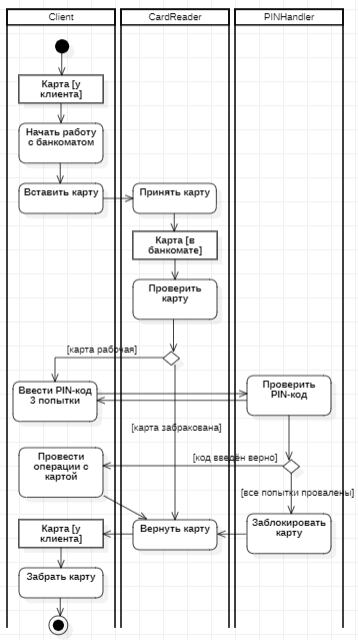 Client
CardReader
PINHandler
Карта [у
клиента]
Начать работу
с банкоматом
Вставить карту
Принять карту
Карта [в
банкомате]
Проверить
карту
[карта рабочая]
Ввести PIN-код
3 попытки
Проверить
PIN-код
[карта забракована]
[код введён верно]
Провести
операции с
картой
[все попытки провалены]
Карта [у
клиента]
Вернуть карту
Заблокировать
карту
Забрать карту